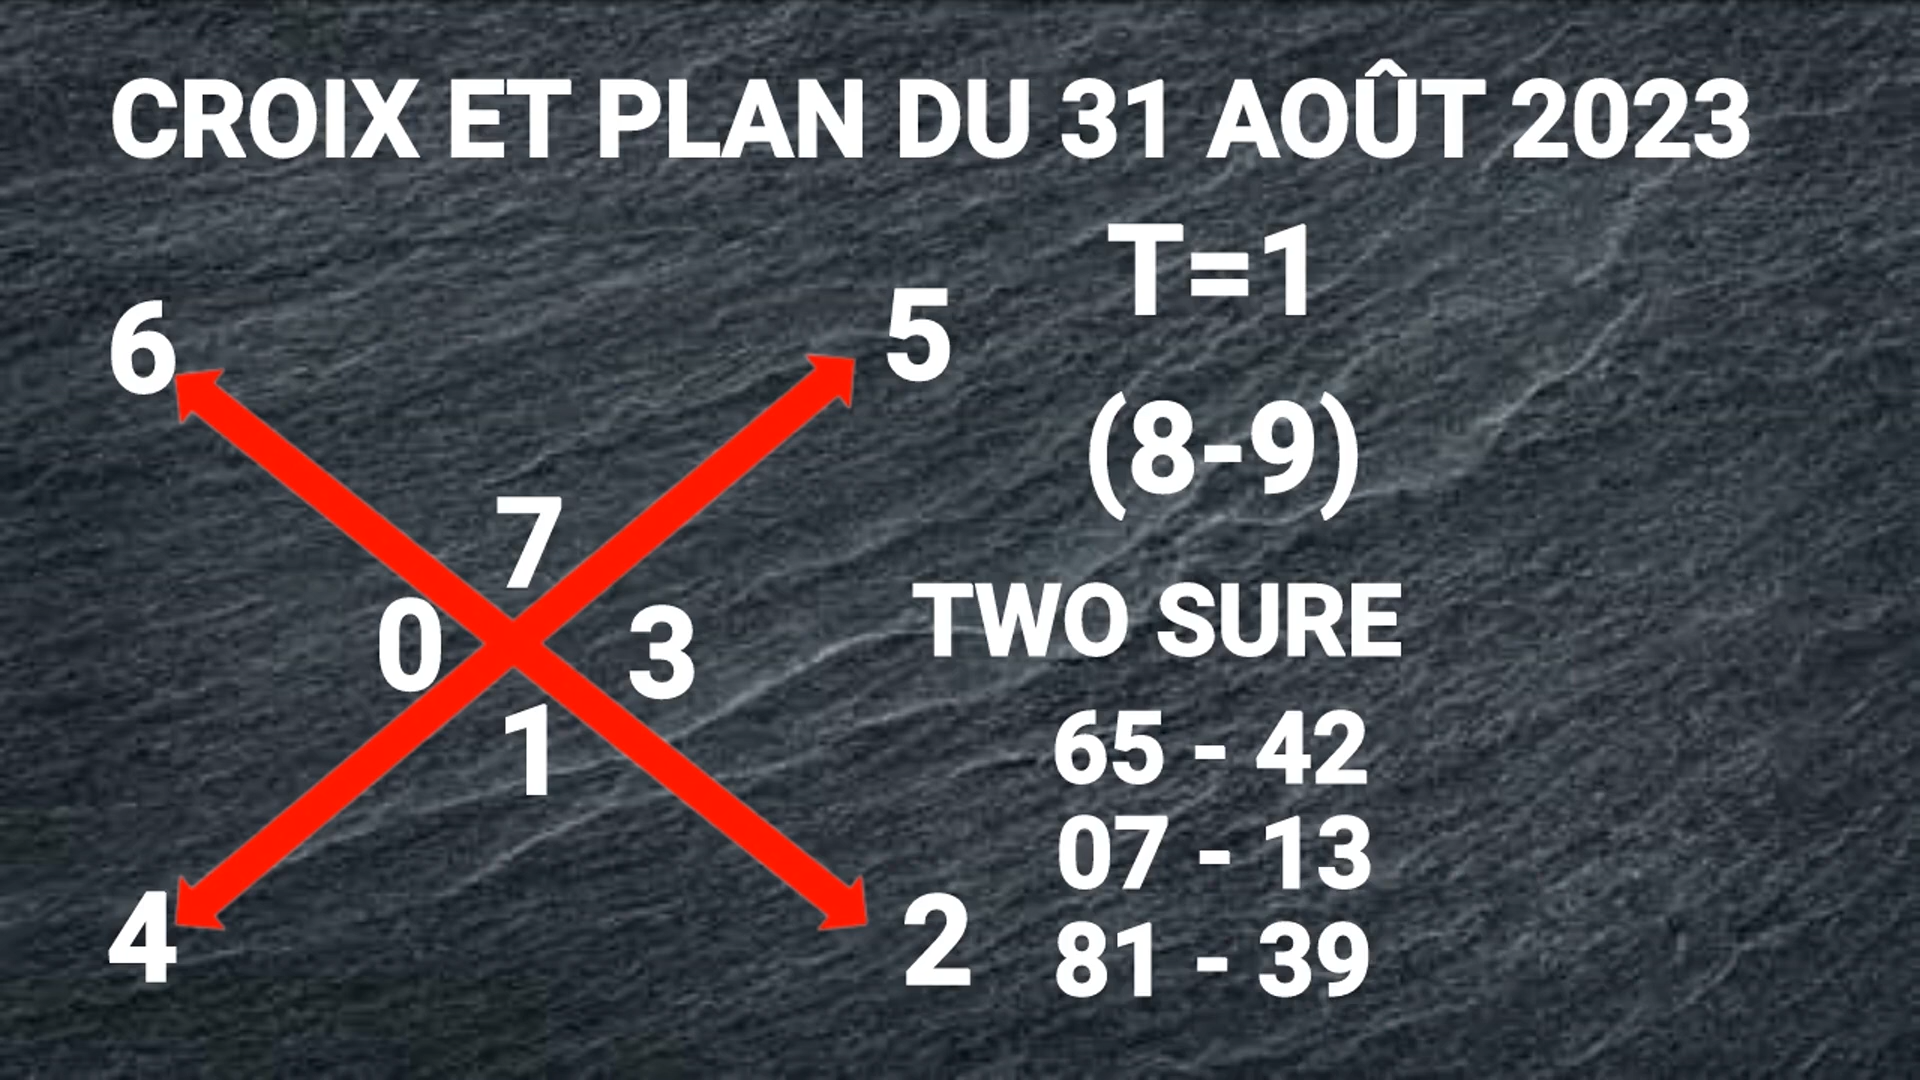 CROIX ET PLAN DU 31 AOÛT 2023
T=1
6
5
(8-9)
7
TWO SURE
0
3
1
65 - 42
07 - 13
4
2
81 - 39